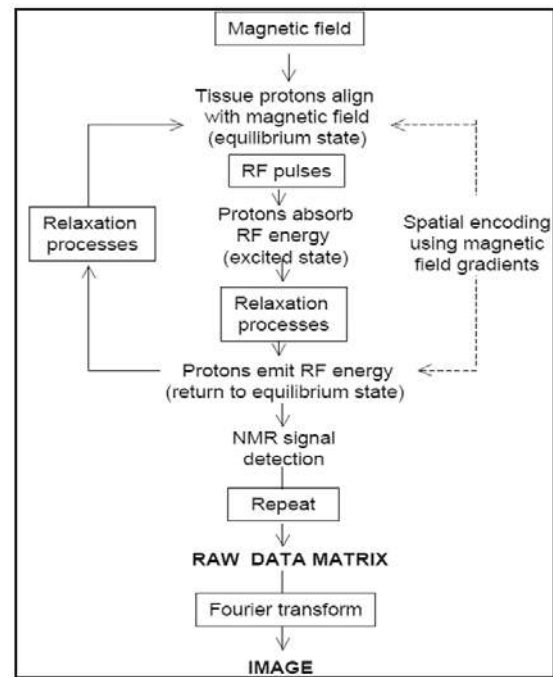 Magnetic field
Tissue protons align
with magnetic field
(equilibrium state)
RF pulses
Protons absorb
RF energy
(excited state)
Relaxation
processes
Spatial encoding
using magnetic
field gradients
Relaxation
processes
Protons emit RF energy
(return to equilibrium state)
NMR signal
detection
Repeat
RAW DATA MATRIX
Fourier transform
IMAGE